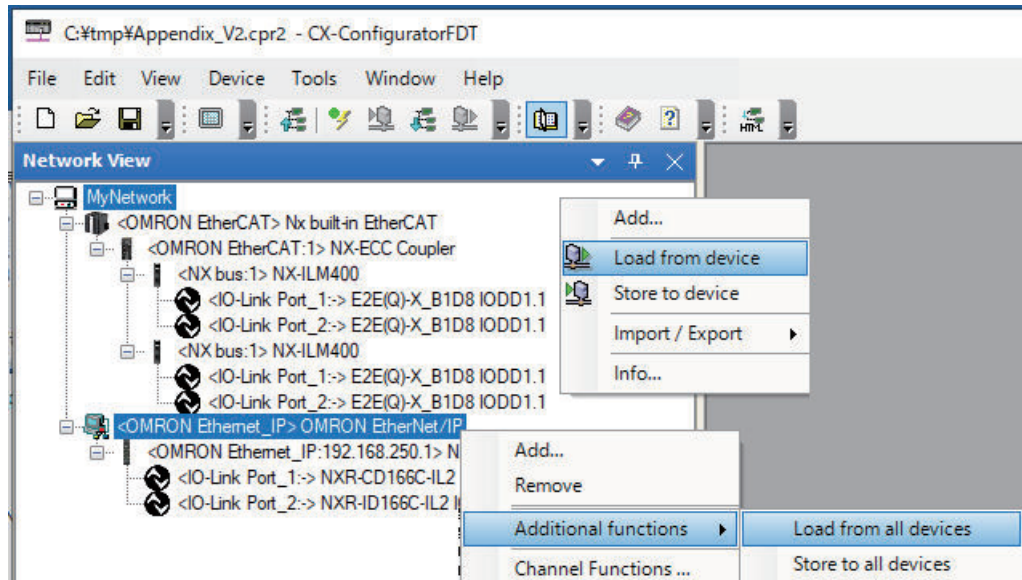 C:¥tmp¥Appendix_V2.cpr2 - CX-ConfiguratorFDT
File Edit View Device Tools Window Help
HTML
Network View
MyNetwork
<OMRON EtherCAT> Nx built-in EtherCAT
<OMRON EtherCAT:1> NX-ECC Coupler
<NX bus:1> NX-ILM400
<IO-Link Port_1:-> E2E(Q)-X_B1D8 IODD1.1
<IO-Link Port_2:-> E2E(Q)-X_B1D8 IODD1.1
<NX bus:1> NX-ILM400
<IO-Link Port_1:-> E2E(Q)-X_B1D8 IODD1.1
<IO-Link Port_2:-> E2E(Q)-X_B1D8 IODD1.1
<OMRON Ethernet_IP> OMRON EtherNet/IP
<OMRON Ethernet_IP:192.168.250.1> N
<IO-Link Port_1:-> NXR-CD166C-IL2
<IO-Link Port_2:-> NXR-ID166C-IL2
Add...
Load from device
Store to device
Import / Export
Info...
Add...
Remove
Additional functions
Channel Functions ...
Load from all devices
Store to all devices